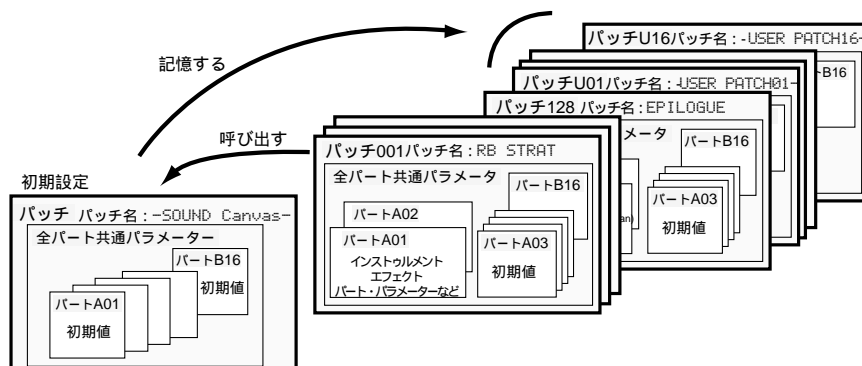 記憶する
呼び出す
初期設定
パッチ パッチ名：-SOUND Canvas-
全パート共通パラメーター
パートB16
初期値
パートA01
初期値
パッチ001パッチ名：RB STRAT
全パート共通パラメータ
パートB16
パートA02
パートA01
インストゥルメント
エフェクト
パート・パラメーターなど
パートA03
初期値
パッチ128 パッチ名：EPILOGUE
メータ
パートB16
an)
パートA03
初期値
パッチU01パッチ名：-USER PATCH01-
パッチU16パッチ名：-USER PATCH16-
ートB16